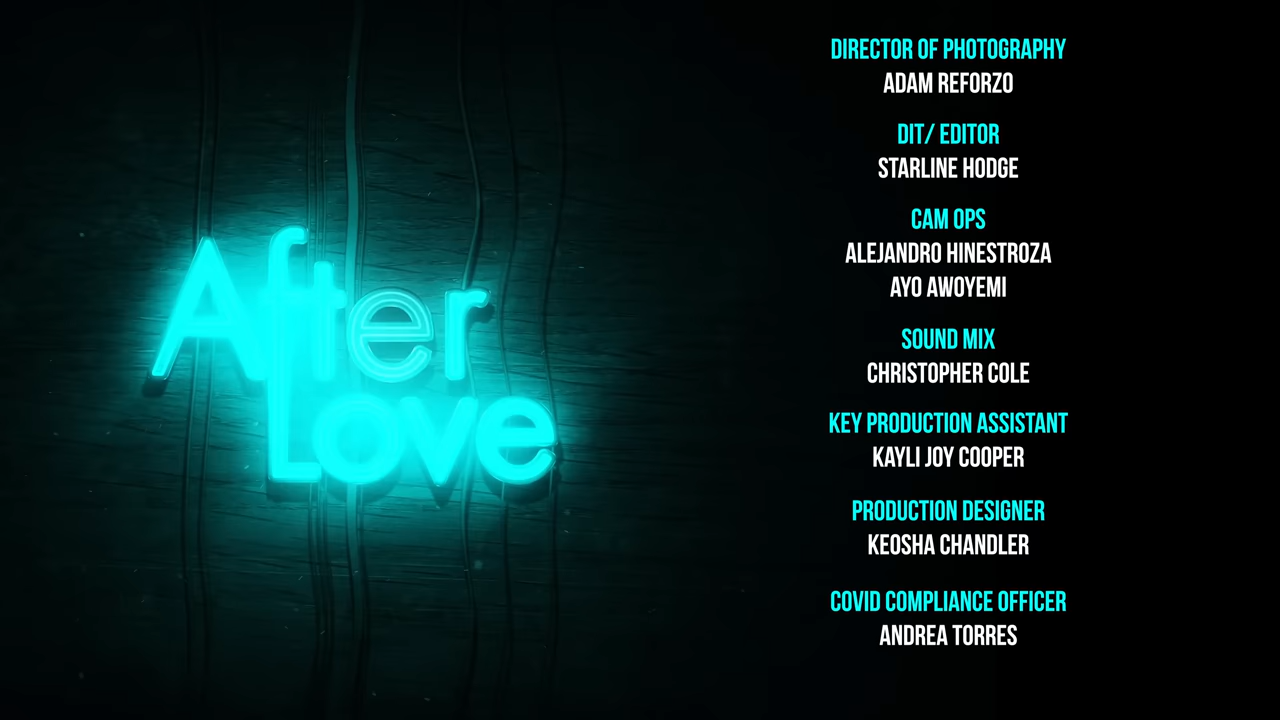 After
Love
DIRECTOR OF PHOTOGRAPHY
ADAM REFORZO
DIT/ EDITOR
STARLINE HODGE
CAM OPS
ALEJANDRO HINESTROZA
AYO AWOYEMI
SOUND MIX
CHRISTOPHER COLE
KEY PRODUCTION ASSISTANT
KAYLI JOY COOPER
PRODUCTION DESIGNER
KEOSHA CHANDLER
COVID COMPLIANCE OFFICER
ANDREA TORRES